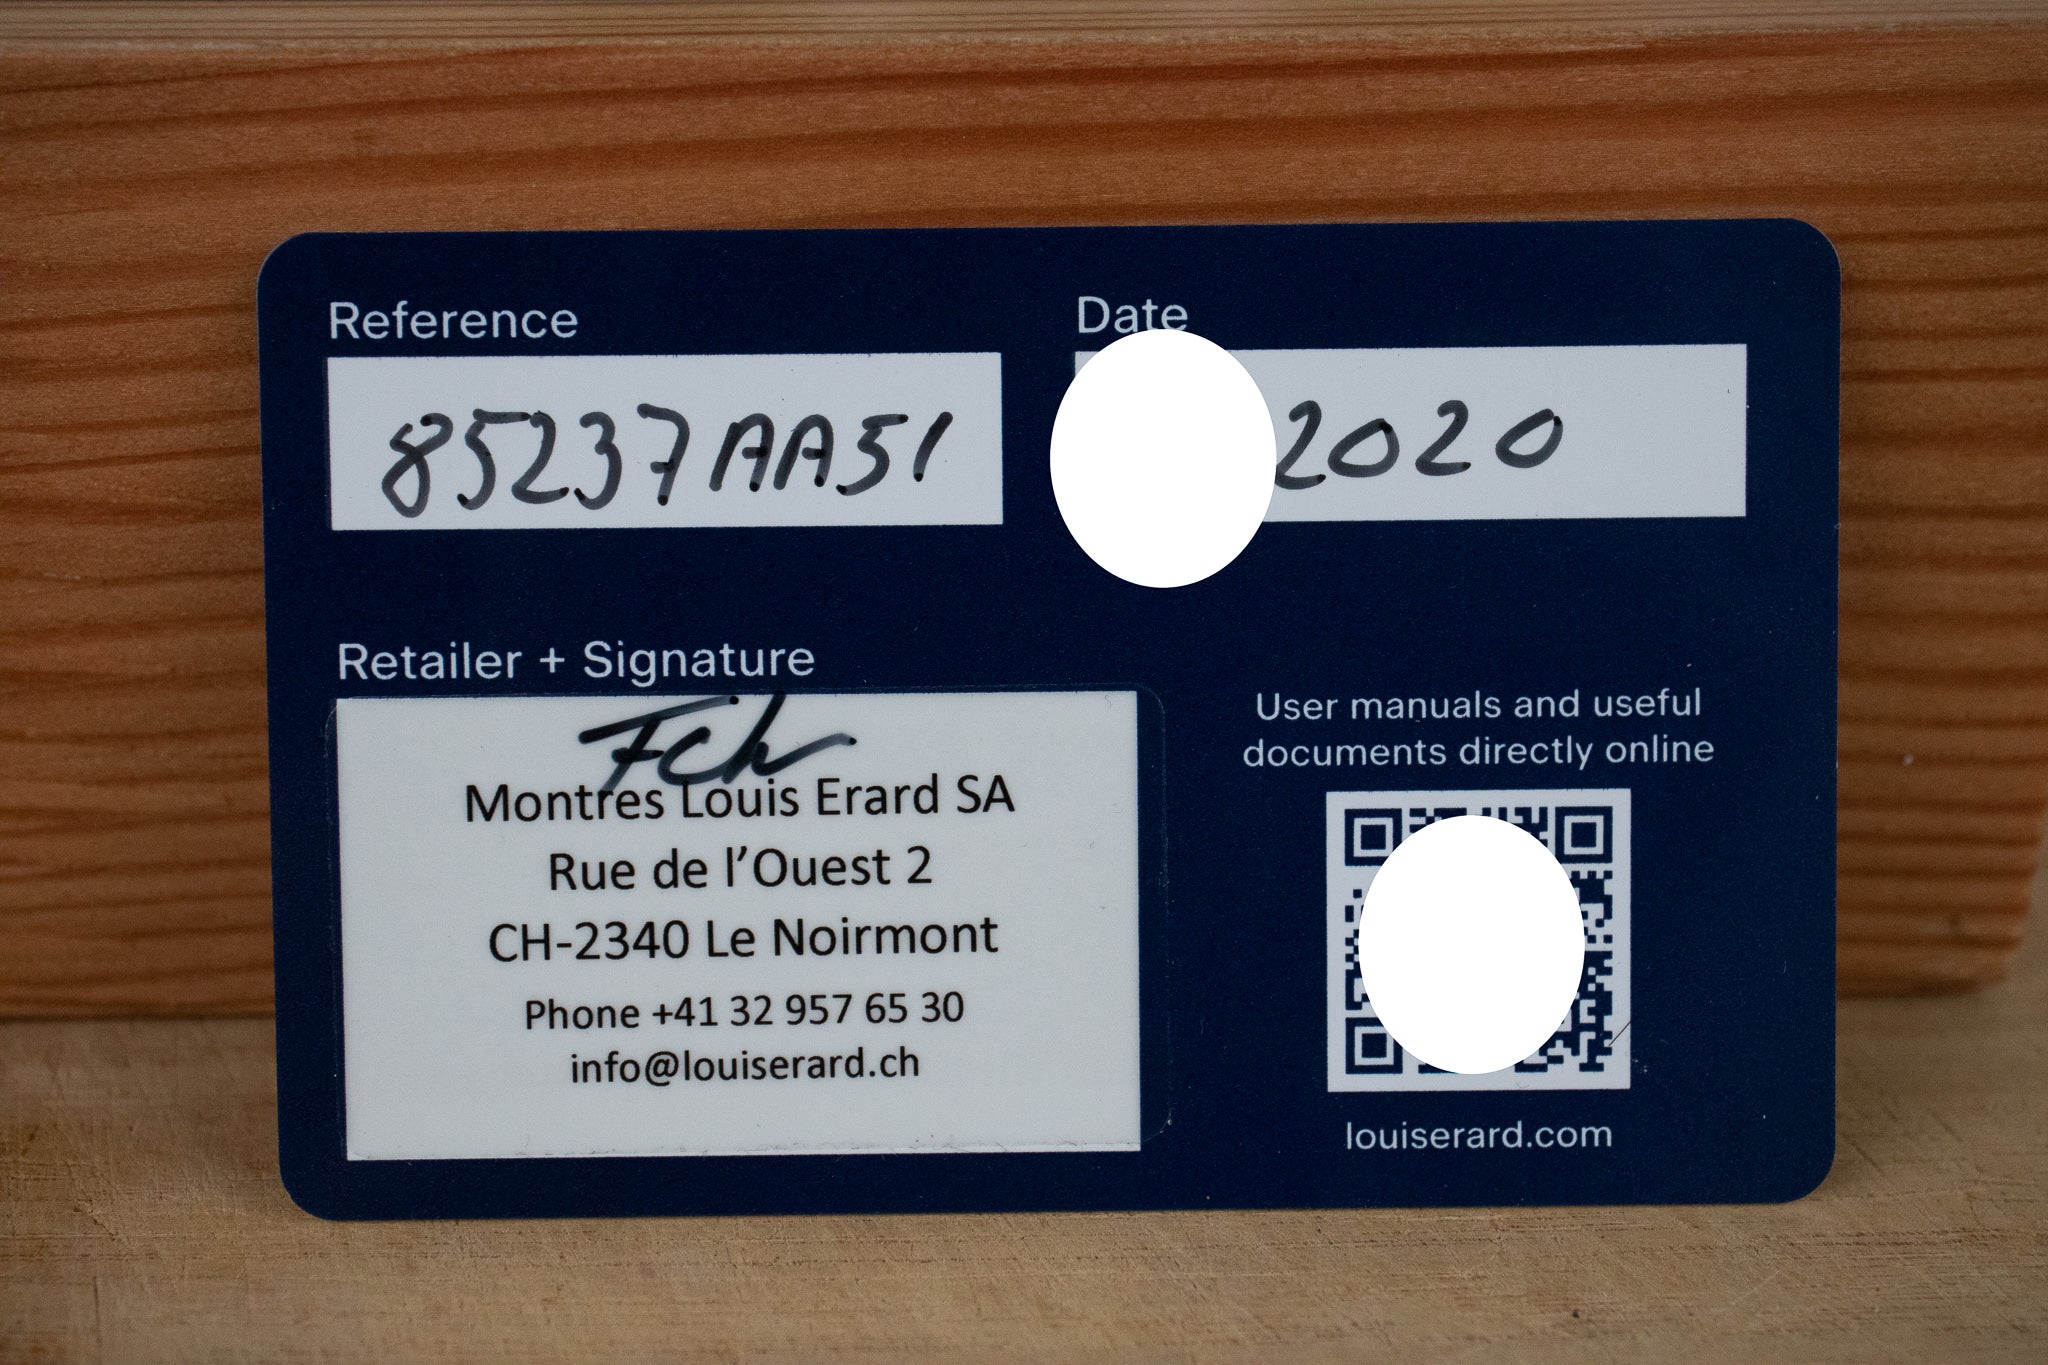 Reference
Date
85237AA51
2020
Retailer + Signature
Montres Louis Erard SA
Rue de l’Ouest 2
CH-2340 Le Noirmont
Phone +41 32 957 65 30
info@louiserard.ch
User manuals and useful
documents directly online
louiserard.com